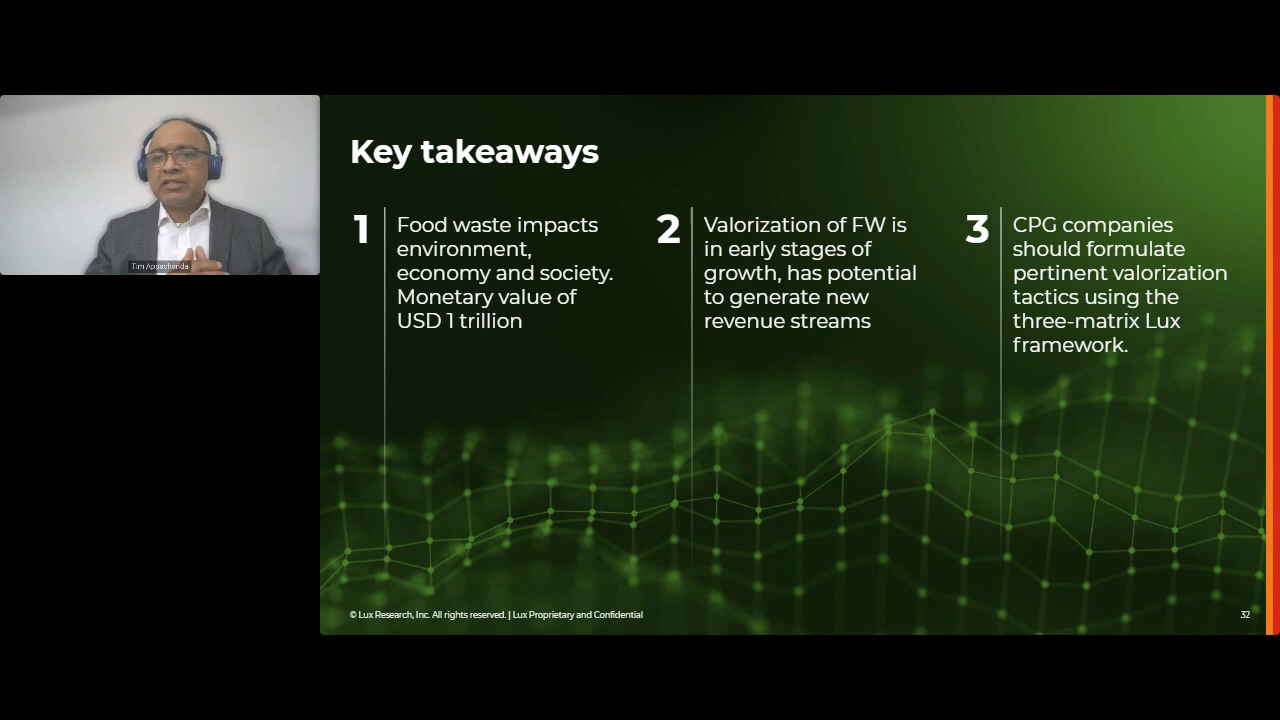 Tim Appachanda
Key takeaways
1
Food waste impacts
environment,
economy and society.
Monetary value of
USD 1 trillion
2
Valorization of FW is
in early stages of
growth, has potential
to generate new
revenue streams
3
CPG companies
should formulate
pertinent valorization
tactics using the
three-matrix Lux
framework.
© Lux Research, Inc. All rights reserved. | Lux Proprietary and Confidential
32